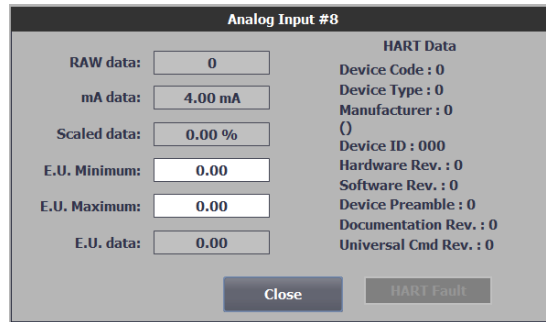 Analog Input #8
RAW data: 0
mA data: 4.00 mA
Scaled data: 0.00 %
E.U. Minimum: 0.00
E.U. Maximum: 0.00
E.U. data: 0.00
HART Data
Device Code : 0
Device Type : 0
Manufacturer : 0
()
Device ID : 000
Hardware Rev. : 0
Software Rev. : 0
Device Preamble : 0
Documentation Rev. : 0
Universal Cmd Rev. : 0
Close
HART Fault